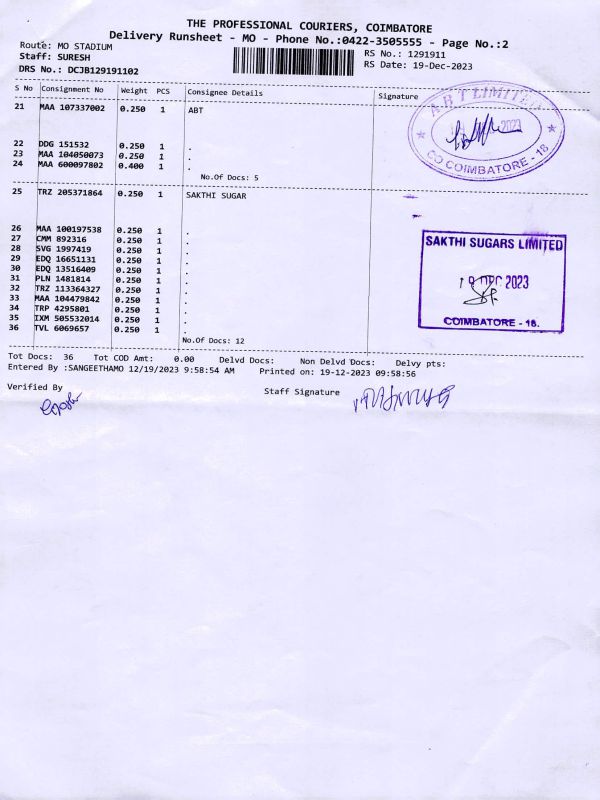 THE PROFESSIONAL COURIERS, COIMBATORE
Delivery Runsheet - MO - Phone No.:0422-3505555 - Page No.:2
Route: MO STADIUM
RS No.: 1291911
Staff: SURESH
RS Date: 19-Dec-2023
DRS No.: DCJB129191102
S No Consignment No Weight PCS Consignee Details Signature
21 MAA 107337002 0.250 1 ABT
A B T LIMITED
2023
CO COIMBATORE - 18
22 DDG 151532 0.250 1 .
23 MAA 104050073 0.250 1 .
24 MAA 600097802 0.400 1 .
No.Of Docs: 5
25 TRZ 205371864 0.250 1 SAKTHI SUGAR
26 MAA 100197538 0.250 1 .
27 CMM 892316 0.250 1 .
28 SVG 1997419 0.250 1 .
29 EDQ 16651131 0.250 1 .
30 EDQ 13516409 0.250 1 .
31 PLN 1481814 0.250 1 .
32 TRZ 113364327 0.250 1 .
33 MAA 104479842 0.250 1 .
34 TRP 4295801 0.250 1 .
35 IXM 505532014 0.250 1 .
36 TVL 6069657 0.250 1 .
No.Of Docs: 12
SAKTHI SUGARS LIMITED
19 DEC 2023
COIMBATORE - 18.
Tot Docs: 36 Tot COD Amt: 0.00 Delvd Docs: Non Delvd Docs: Delvy pts:
Entered By :SANGEETHAMO 12/19/2023 9:58:54 AM Printed on: 19-12-2023 09:58:56
Verified By
Staff Signature